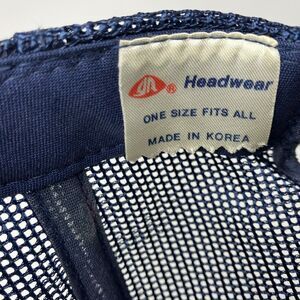 ® Headwear
ONE SIZE FITS ALL
MADE IN KOREA